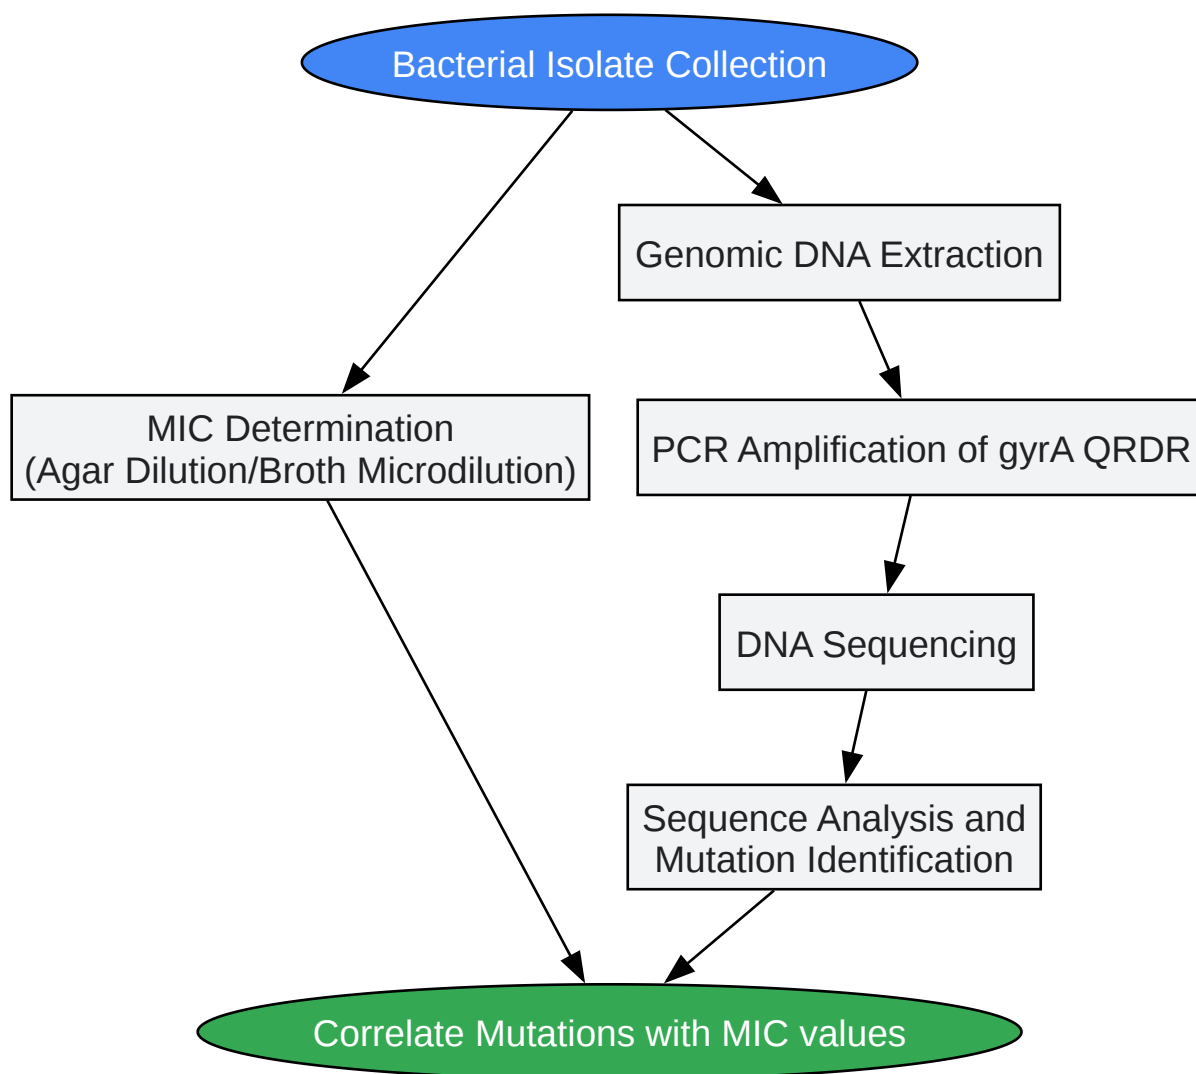 Bacterial Isolate Collection
Genomic DNA Extraction
MIC Determination
(Agar Dilution/Broth Microdilution)
PCR Amplification of gyrA QRDR
DNA Sequencing
Sequence Analysis and
Mutation Identification
Correlate Mutations with MIC values